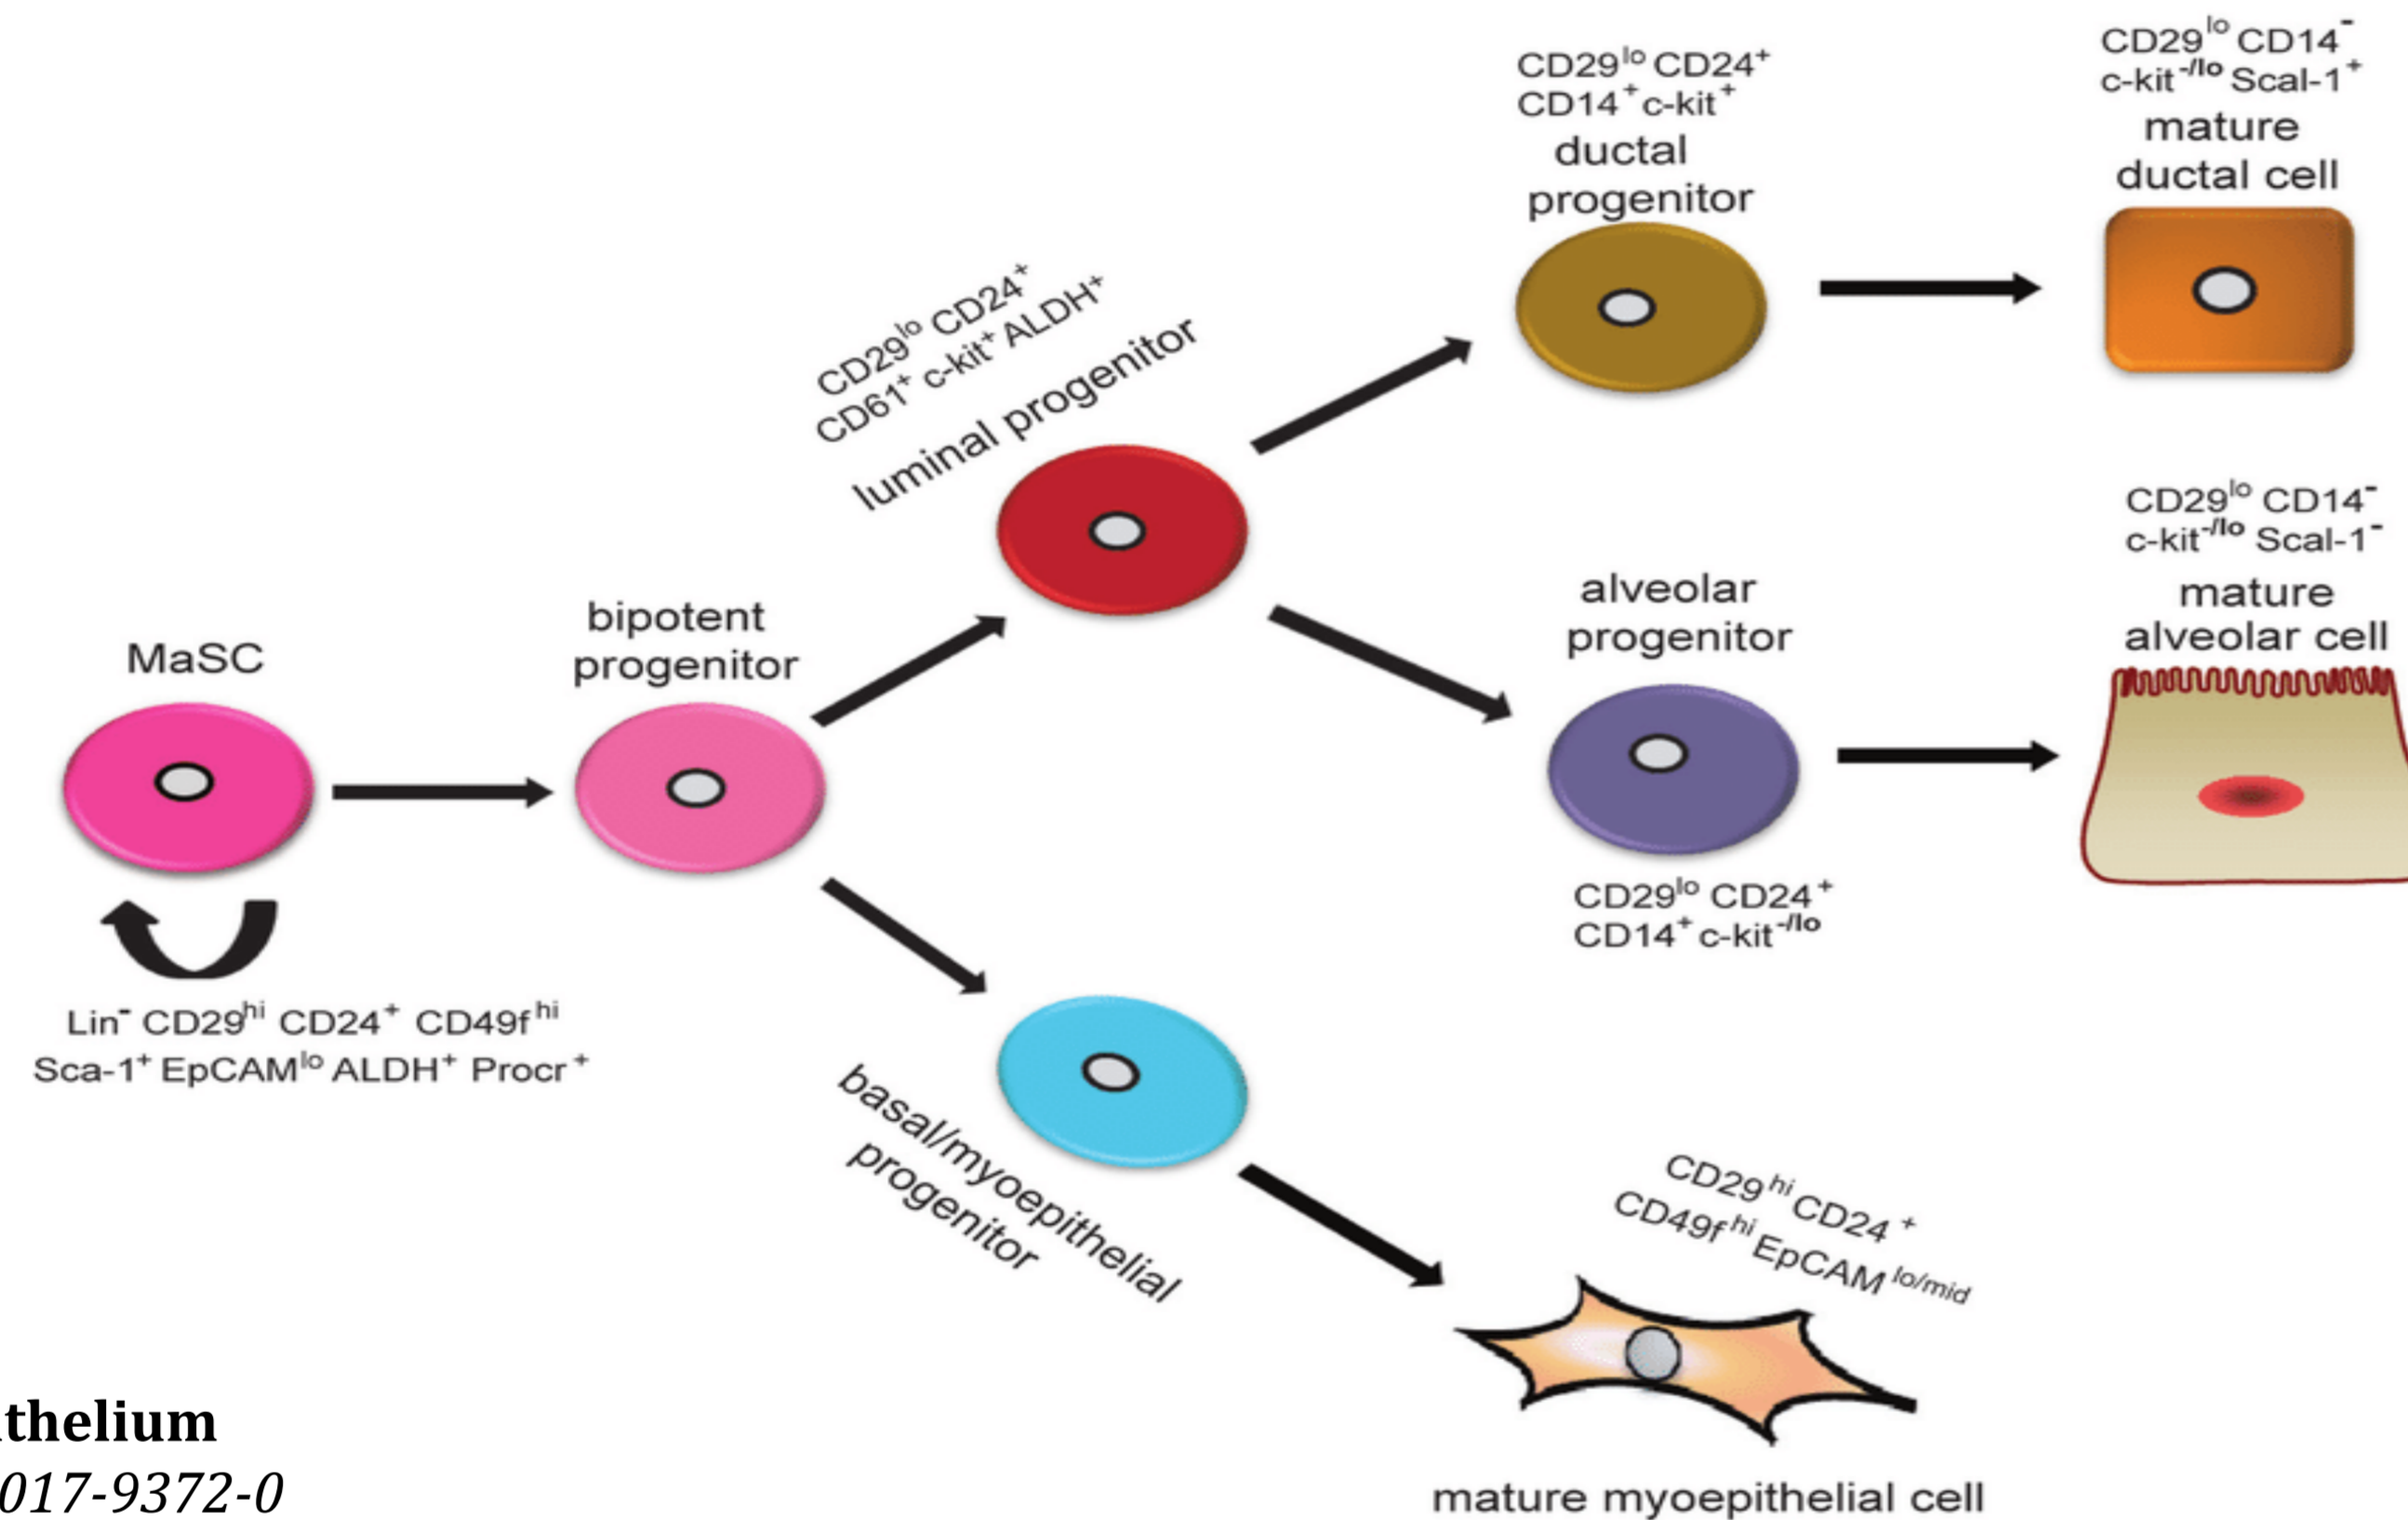 MaSC
Lin⁻ CD29ʰⁱ CD24⁺ CD49fʰⁱ
Sca-1⁺ EpCAMˡᵒ ALDH⁺ Procr⁺
bipotent
progenitor
CD29ˡᵒ CD24⁺
CD61⁺ c-kit⁺ ALDH⁺
luminal progenitor
basal/myoepithelial
progenitor
CD29ˡᵒ CD24⁺
CD14⁺ c-kit⁺
ductal
progenitor
CD29ˡᵒ CD14⁻
c-kit⁻/ˡᵒ Scal-1⁺
mature
ductal cell
alveolar
progenitor
CD29ˡᵒ CD24⁺
CD14⁺ c-kit⁻/ˡᵒ
CD29ˡᵒ CD14⁻
c-kit⁻/ˡᵒ Scal-1⁻
mature
alveolar cell
CD29ʰⁱ CD24⁺
CD49fʰⁱ EpCAMˡᵒ/ᵐⁱᵈ
mature myoepithelial cell
thelium
017-9372-0